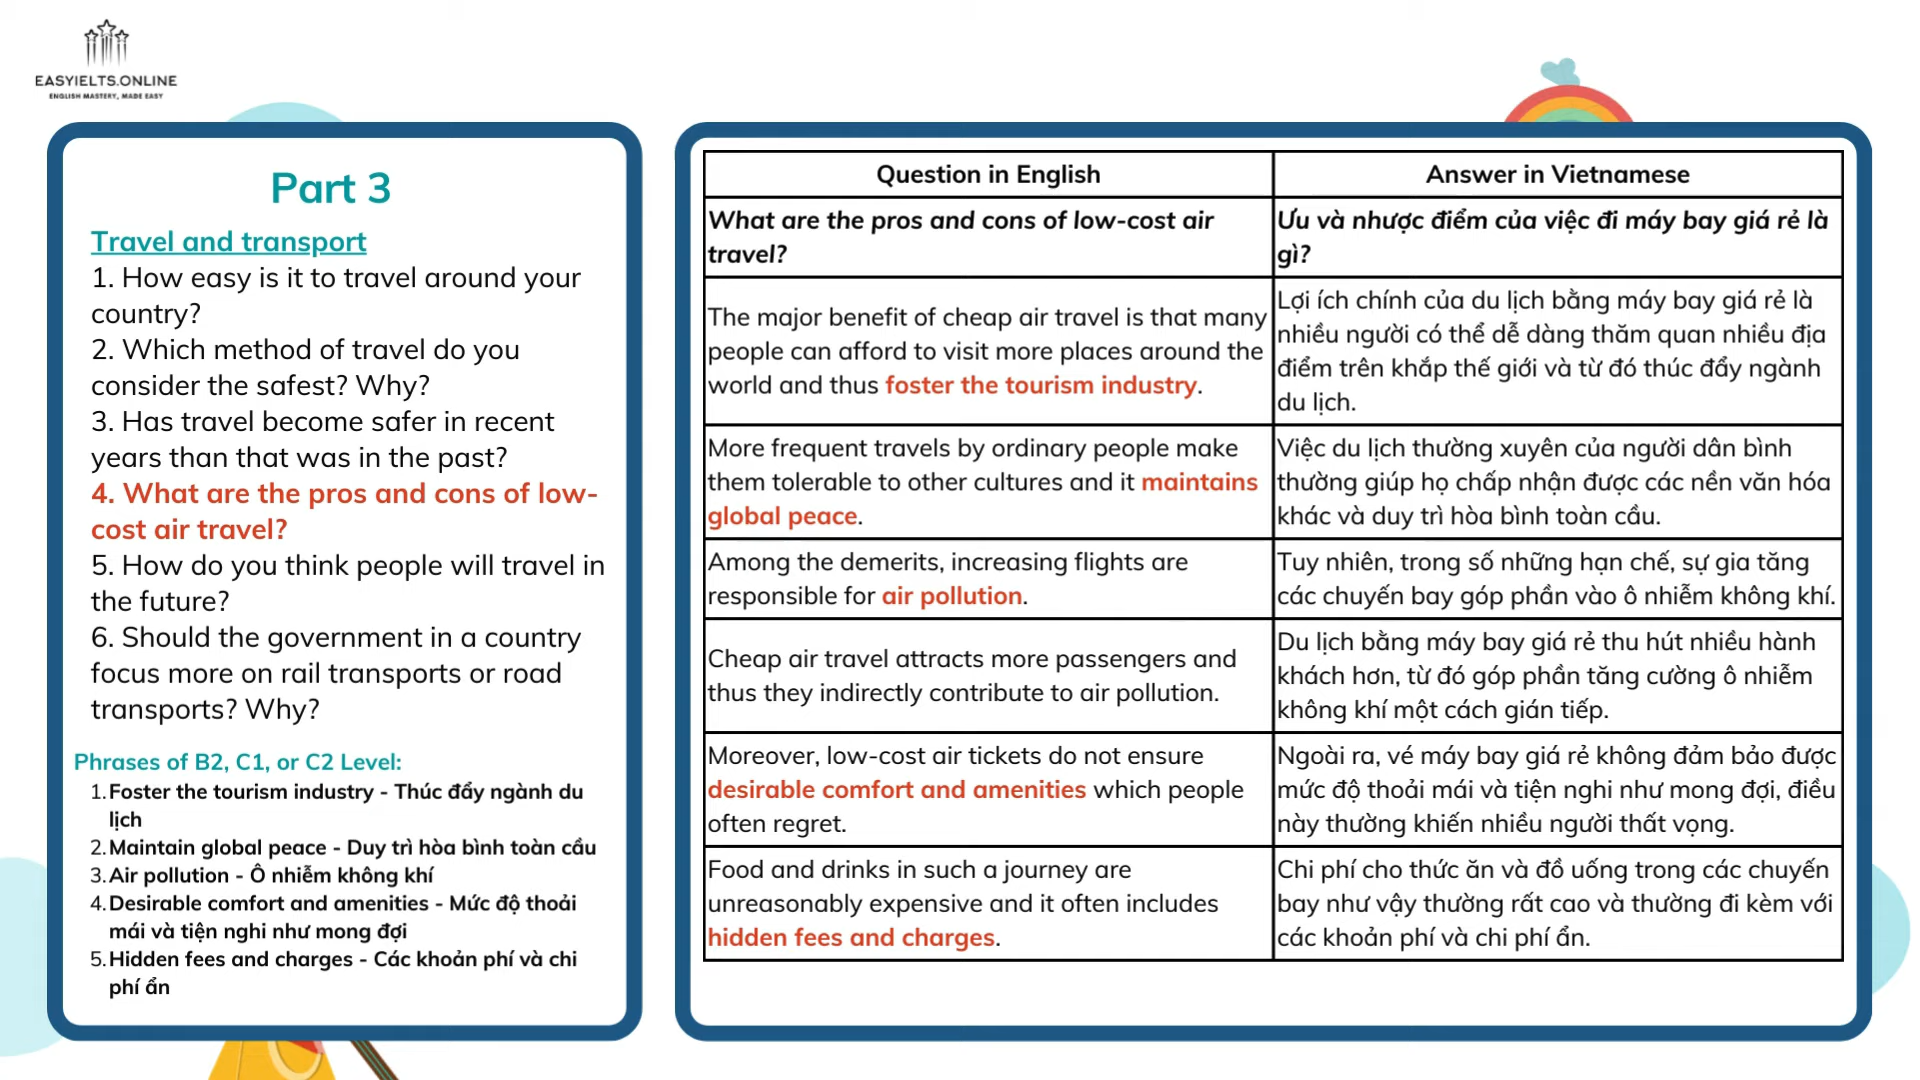 EASYIELTS.ONLINE
ENGLISH MASTERY, MADE EASY
Part 3
Travel and transport
1. How easy is it to travel around your
country?
2. Which method of travel do you
consider the safest? Why?
3. Has travel become safer in recent
years than that was in the past?
4. What are the pros and cons of low-
cost air travel?
5. How do you think people will travel in
the future?
6. Should the government in a country
focus more on rail transports or road
transports? Why?
Phrases of B2, C1, or C2 Level:
1. Foster the tourism industry - Thúc đẩy ngành du
lịch
2. Maintain global peace - Duy trì hòa bình toàn cầu
3. Air pollution - Ô nhiễm không khí
4. Desirable comfort and amenities - Mức độ thoải
mái và tiện nghi như mong đợi
5. Hidden fees and charges - Các khoản phí và chi
phí ẩn
Question in English
Answer in Vietnamese
What are the pros and cons of low-cost air
travel?
Ưu và nhược điểm của việc đi máy bay giá rẻ là
gì?
The major benefit of cheap air travel is that many
people can afford to visit more places around the
world and thus foster the tourism industry.
Lợi ích chính của du lịch bằng máy bay giá rẻ là
nhiều người có thể dễ dàng thăm quan nhiều địa
điểm trên khắp thế giới và từ đó thúc đẩy ngành
du lịch.
More frequent travels by ordinary people make
them tolerable to other cultures and it maintains
global peace.
Việc du lịch thường xuyên của người dân bình
thường giúp họ chấp nhận được các nền văn hóa
khác và duy trì hòa bình toàn cầu.
Among the demerits, increasing flights are
responsible for air pollution.
Tuy nhiên, trong số những hạn chế, sự gia tăng
các chuyến bay góp phần vào ô nhiễm không khí.
Cheap air travel attracts more passengers and
thus they indirectly contribute to air pollution.
Du lịch bằng máy bay giá rẻ thu hút nhiều hành
khách hơn, từ đó góp phần tăng cường ô nhiễm
không khí một cách gián tiếp.
Moreover, low-cost air tickets do not ensure
desirable comfort and amenities which people
often regret.
Ngoài ra, vé máy bay giá rẻ không đảm bảo được
mức độ thoải mái và tiện nghi như mong đợi, điều
này thường khiến nhiều người thất vọng.
Food and drinks in such a journey are
unreasonably expensive and it often includes
hidden fees and charges.
Chi phí cho thức ăn và đồ uống trong các chuyến
bay như vậy thường rất cao và thường đi kèm với
các khoản phí và chi phí ẩn.